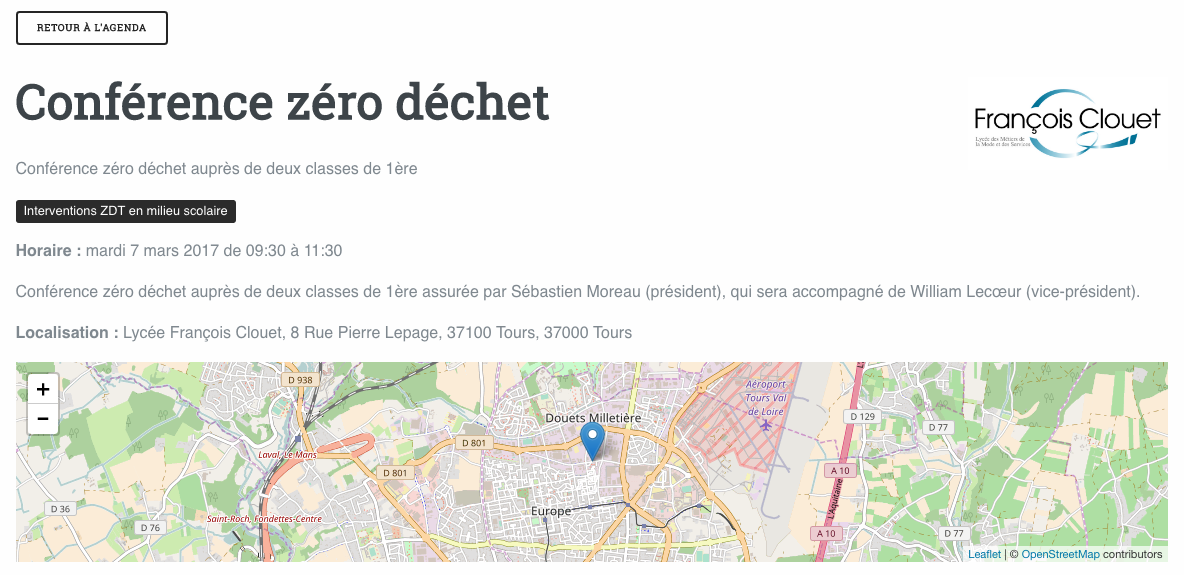 RETOUR À L'AGENDA
Conférence zéro déchet
François Clouet
Lycée des Métiers de
la Mode et des Services
Conférence zéro déchet auprès de deux classes de 1ère
Interventions ZDT en milieu scolaire
Horaire : mardi 7 mars 2017 de 09:30 à 11:30
Conférence zéro déchet auprès de deux classes de 1ère assurée par Sébastien Moreau (président), qui sera accompagné de William Lecœur (vice-président).
Localisation : Lycée François Clouet, 8 Rue Pierre Lepage, 37100 Tours, 37000 Tours
+
−
D 938
Aéroport
Tours Val
de Loire
Douets Milletière
D 129
D 77
D 801
Laval-Le Mans
D 801
A 10
L'Aquitaine
D 36
Saint-Roch, Fondettes-Centre
Europe
D 76
A 10
D 77
Leaflet | © OpenStreetMap contributors